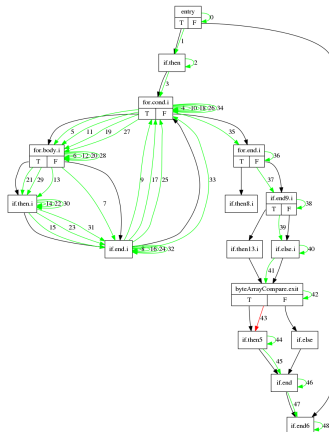 entry
T F
0
1
if.then
2
3
for.cond.i
T F
4 10 18 26 34
5 11 19 27
35
for.body.i
T F
6 12 20 28
for.end.i
T F
36
21 29 13
7
9 17 25
33
37
if.then.i
14 22 30
if.then8.i
if.end9.i
T F
38
15 23 31
39
if.end.i
8 16 24 32
if.then13.i
if.else.i
40
41
byteArrayCompare.exit
T F
42
43
if.then5
44
if.else
45
if.end
46
47
if.end6
48